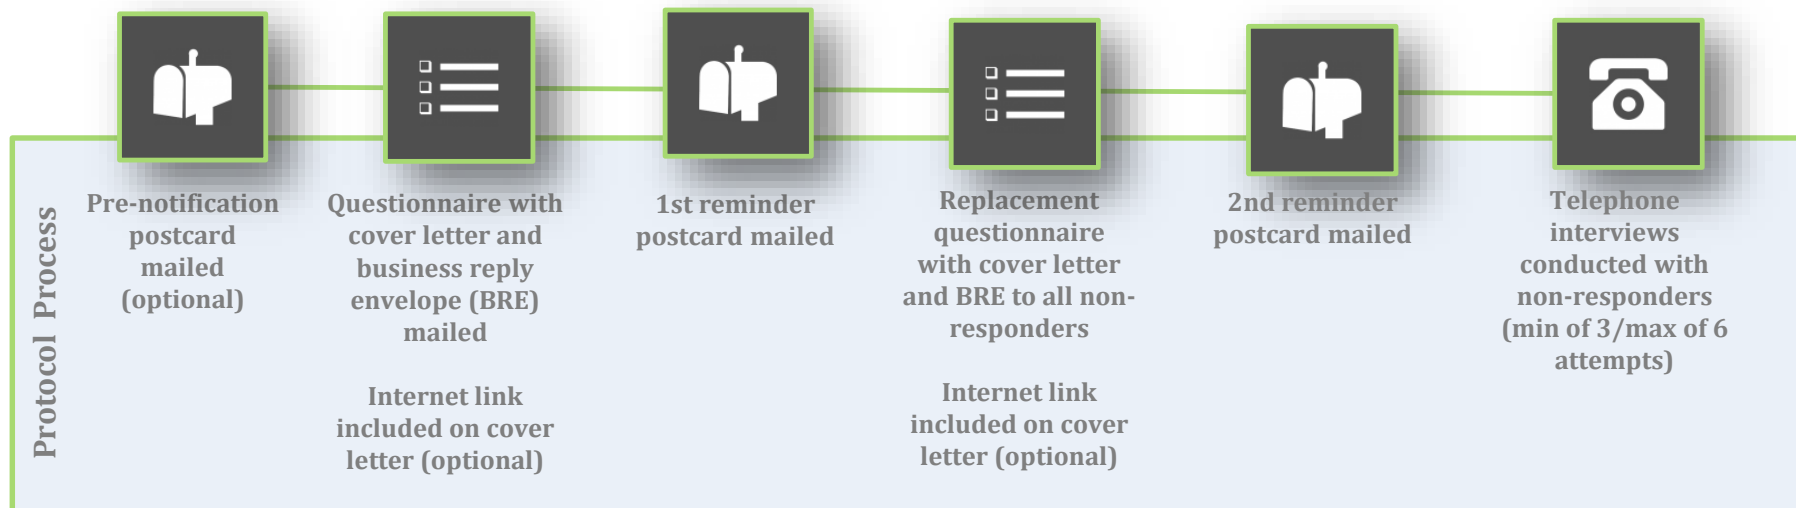 Protocol Process
Pre-notification
postcard
mailed
(optional)
Questionnaire with
cover letter and
business reply
envelope (BRE)
mailed
Internet link
included on cover
letter (optional)
1st reminder
postcard mailed
Replacement
questionnaire
with cover letter
and BRE to all non-
responders
Internet link
included on cover
letter (optional)
2nd reminder
postcard mailed
Telephone
interviews
conducted with
non-responders
(min of 3/max of 6
attempts)